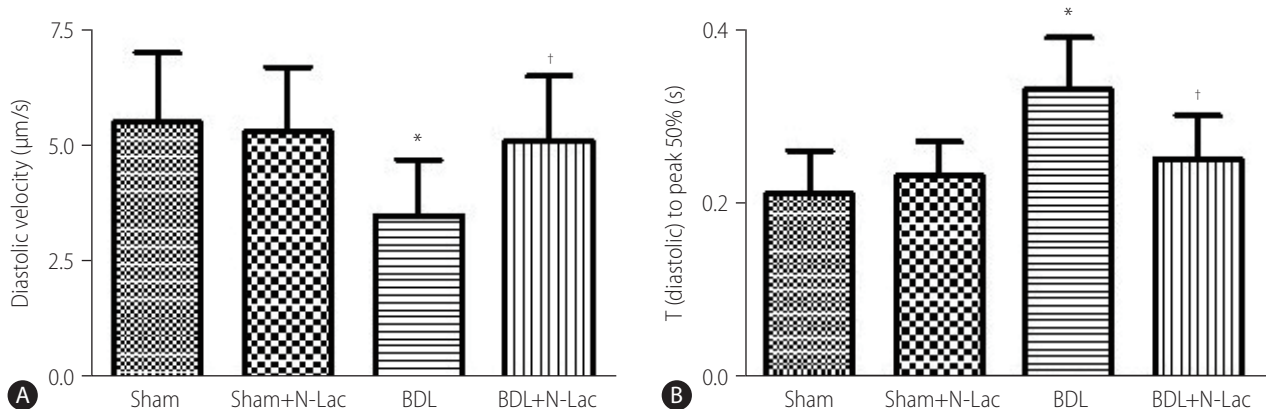 Diastolic velocity (µm/s)
7.5
5.0
2.5
0.0
*
†
Sham
Sham+N-Lac
BDL
BDL+N-Lac
A
T (diastolic) to peak 50% (s)
0.4
0.2
0.0
*
†
Sham
Sham+N-Lac
BDL
BDL+N-Lac
B